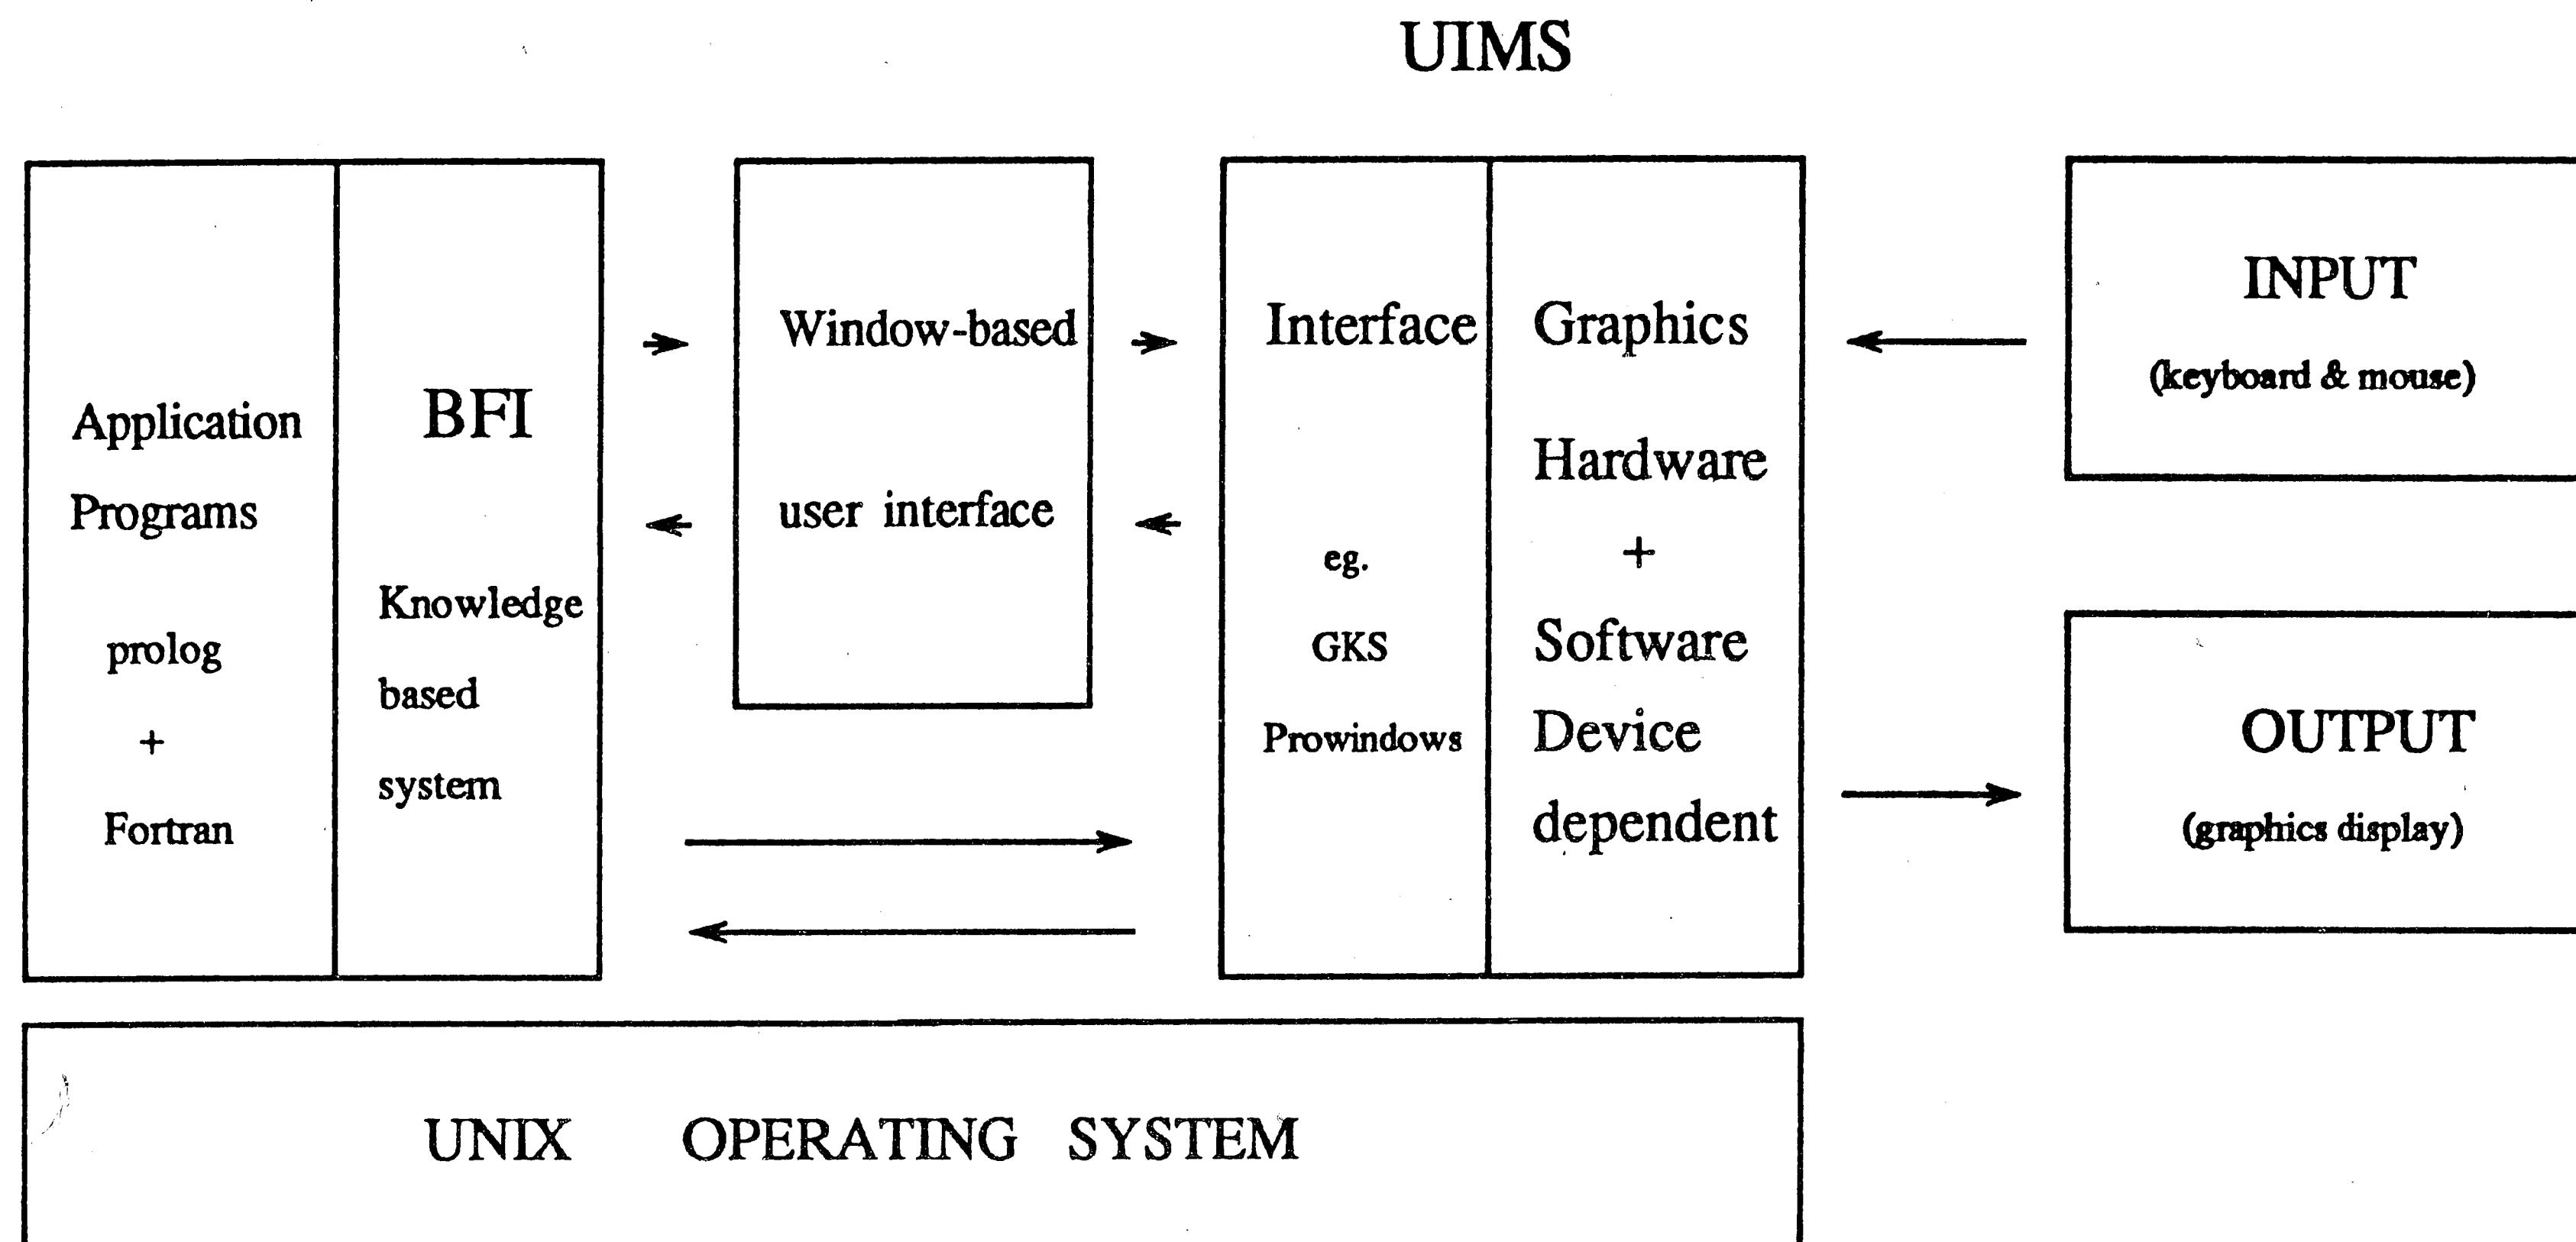 UIMS
Application
Programs
prolog
+
Fortran
BFI
Knowledge
based
system
Window-based
user interface
Interface
eg.
GKS
Prowindows
Graphics
Hardware
+
Software
Device
dependent
INPUT
(keyboard & mouse)
OUTPUT
(graphics display)
UNIX OPERATING SYSTEM